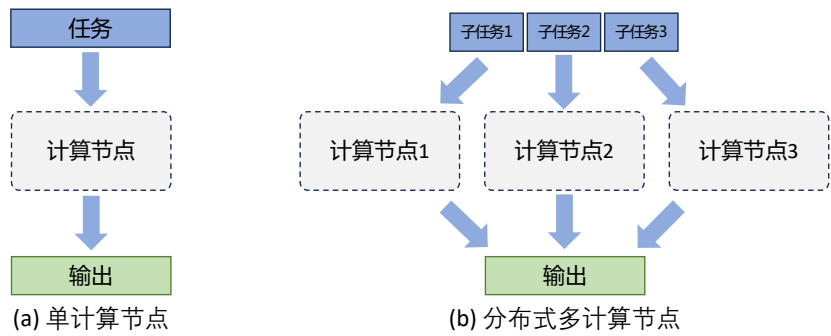 任务
计算节点
输出
(a) 单计算节点
子任务1 子任务2 子任务3
计算节点1 计算节点2 计算节点3
输出
(b) 分布式多计算节点